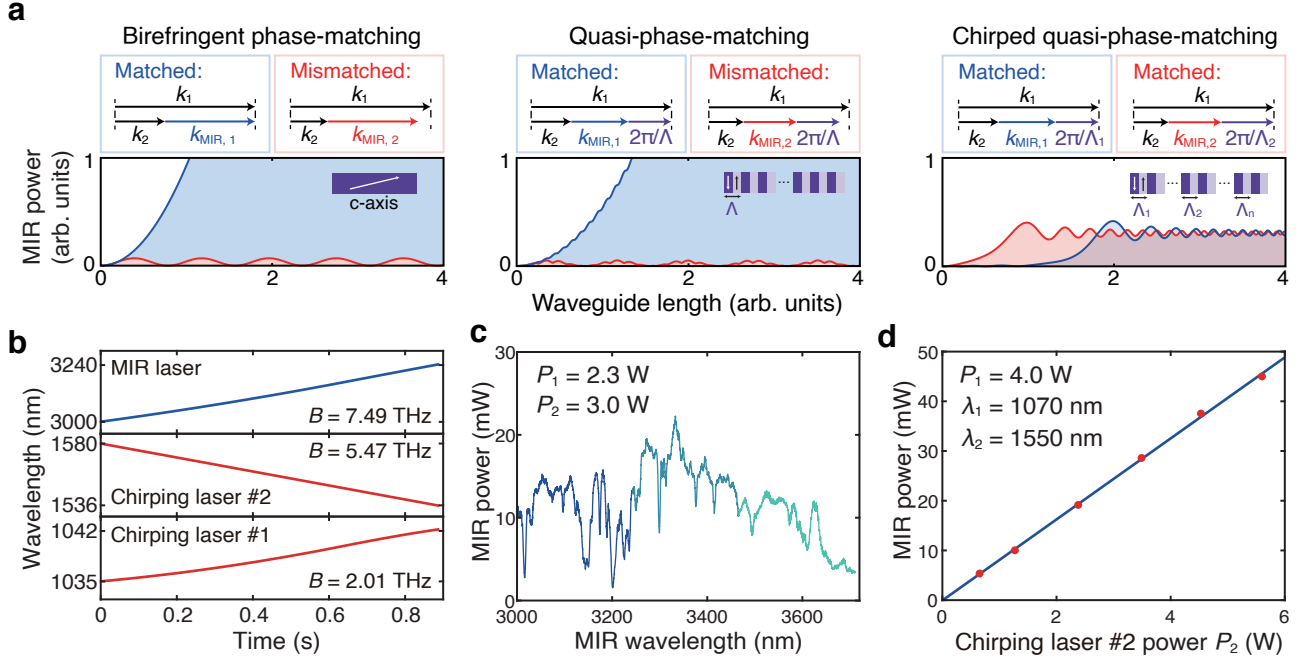 a
Birefringent phase-matching
Quasi-phase-matching
Chirped quasi-phase-matching
Matched:
k1
k2 kMIR, 1
Mismatched:
k1
k2 kMIR, 2
Matched:
k1
k2 kMIR,1 2π/Λ
Mismatched:
k1
k2 kMIR,2 2π/Λ
Matched:
k1
k2 kMIR,1 2π/Λ1
Matched:
k1
k2 kMIR,2 2π/Λ2
MIR power
(arb. units)
1
0
0 2 4
c-axis
1
0
0 2 4
...
Λ
1
0
0 2 4
... ...
Λ1 Λ2 Λn
Waveguide length (arb. units)
b
Wavelength (nm)
3240
3000
MIR laser
B = 7.49 THz
1580
1536
B = 5.47 THz
Chirping laser #2
1042
1035
Chirping laser #1
B = 2.01 THz
0 0.2 0.4 0.6 0.8
Time (s)
c
MIR power (mW)
30
20
10
0
P1 = 2.3 W
P2 = 3.0 W
3000 3200 3400 3600
MIR wavelength (nm)
d
MIR power (mW)
50
40
30
20
10
0
P1 = 4.0 W
λ1 = 1070 nm
λ2 = 1550 nm
0 2 4 6
Chirping laser #2 power P2 (W)